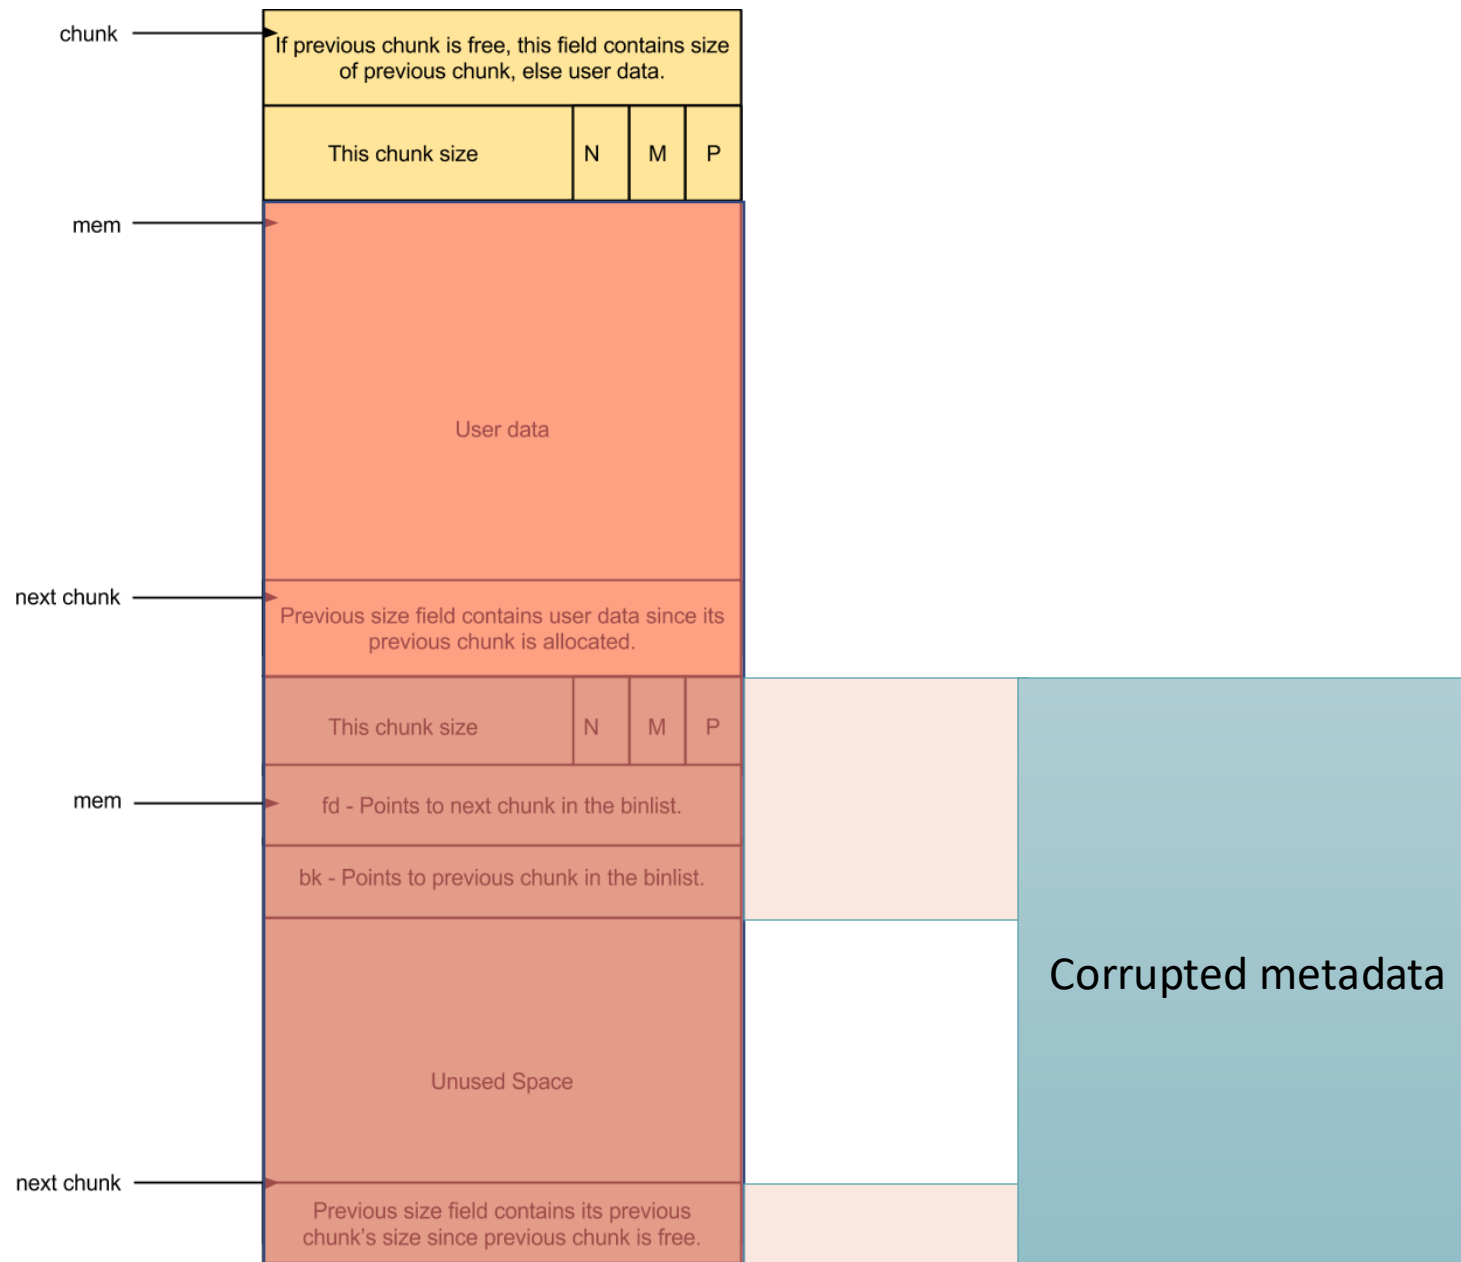 chunk
If previous chunk is free, this field contains size
of previous chunk, else user data.
This chunk size
N
M
P
mem
User data
next chunk
Previous size field contains user data since its
previous chunk is allocated.
This chunk size
N
M
P
mem
fd - Points to next chunk in the binlist.
bk - Points to previous chunk in the binlist.
Corrupted metadata
Unused Space
next chunk
Previous size field contains its previous
chunk's size since previous chunk is free.